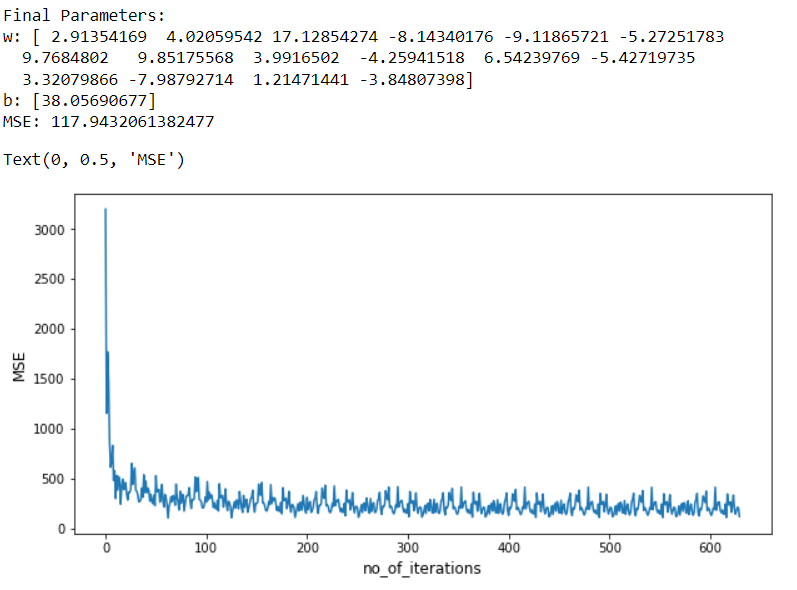 Final Parameters:
w: [ 2.91354169  4.02059542 17.12854274 -8.14340176 -9.11865721 -5.27251783
  9.7684802   9.85175568  3.9916502  -4.25941518  6.54239769 -5.42719735
  3.32079866 -7.98792714  1.21471441 -3.84807398]
b: [38.05690677]
MSE: 117.9432061382477
Text(0, 0.5, 'MSE')
3000
2500
2000
1500
1000
500
0
MSE
0 100 200 300 400 500 600
no_of_iterations